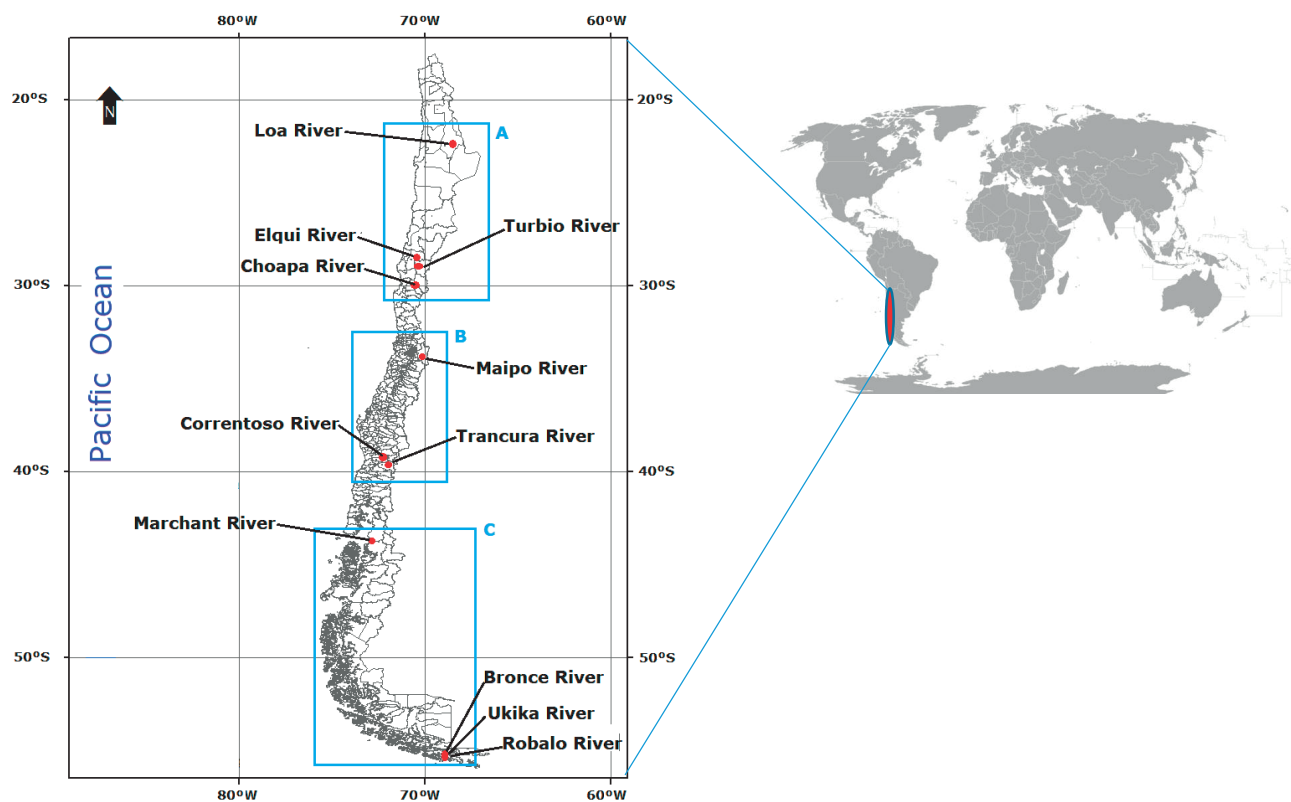 80ºW 70ºW 60ºW
20ºS 20ºS
N
Loa River
A
Elqui River
Turbio River
Choapa River
30ºS 30ºS
Pacific Ocean
B
Maipo River
Correntoso River
Trancura River
40ºS 40ºS
Marchant River
C
50ºS 50ºS
Bronce River
Ukika River
Robalo River
80ºW 70ºW 60ºW